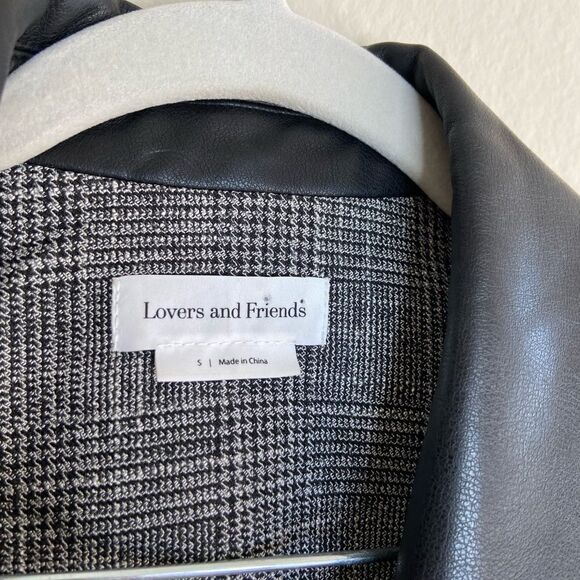 Lovers and Friends
S | Made in China